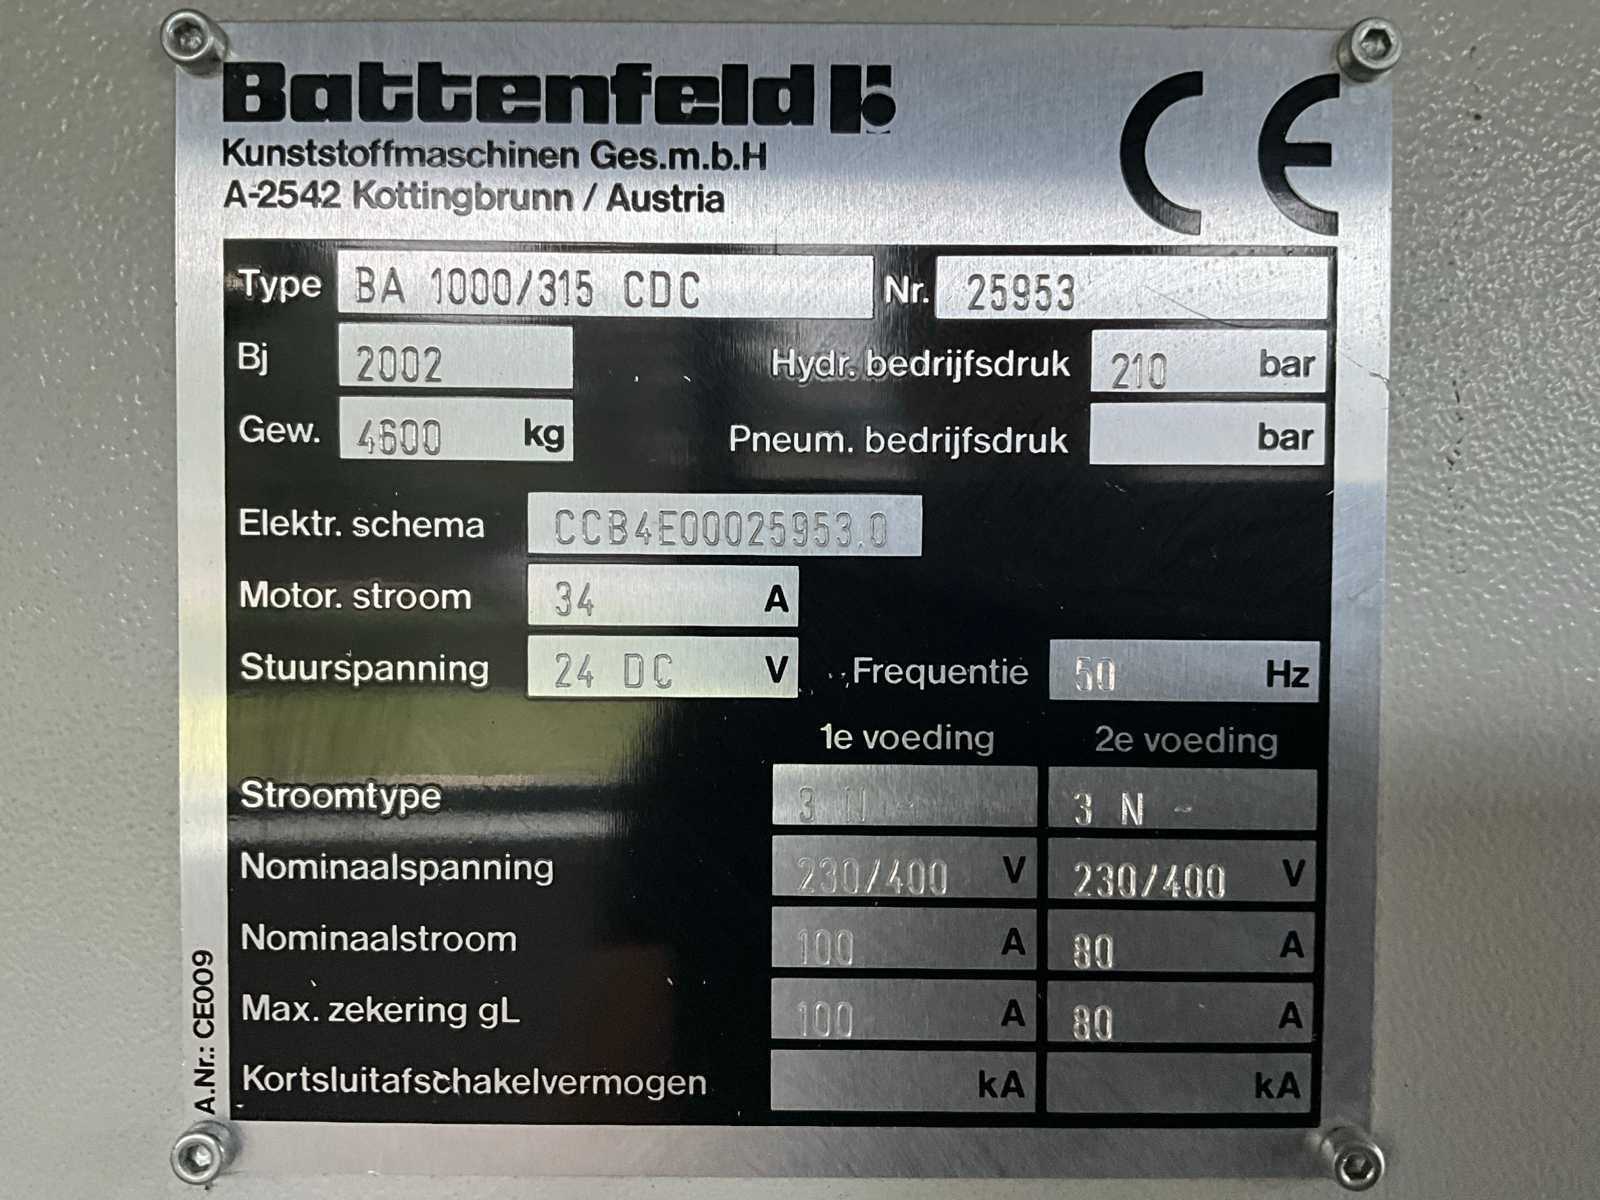 Battenfeld
Kunststoffmaschinen Ges.m.b.H
A-2542 Kottingbrunn / Austria
CE
Type BA 1000/315 CDC Nr. 25953
Bj 2002 Hydr. bedrijfsdruk 210 bar
Gew. 4600 kg Pneum. bedrijfsdruk bar
Elektr. schema CCB4E00025953.0
Motor. stroom 34 A
Stuurspanning 24 DC V Frequentie 50 Hz
1e voeding 2e voeding
Stroomtype 3 N ~ 3 N ~
Nominaalspanning 230/400 V 230/400 V
Nominaalstroom 100 A 80 A
Max. zekering gL 100 A 80 A
Kortsluitafschakelvermogen kA kA
A.Nr.: CE009